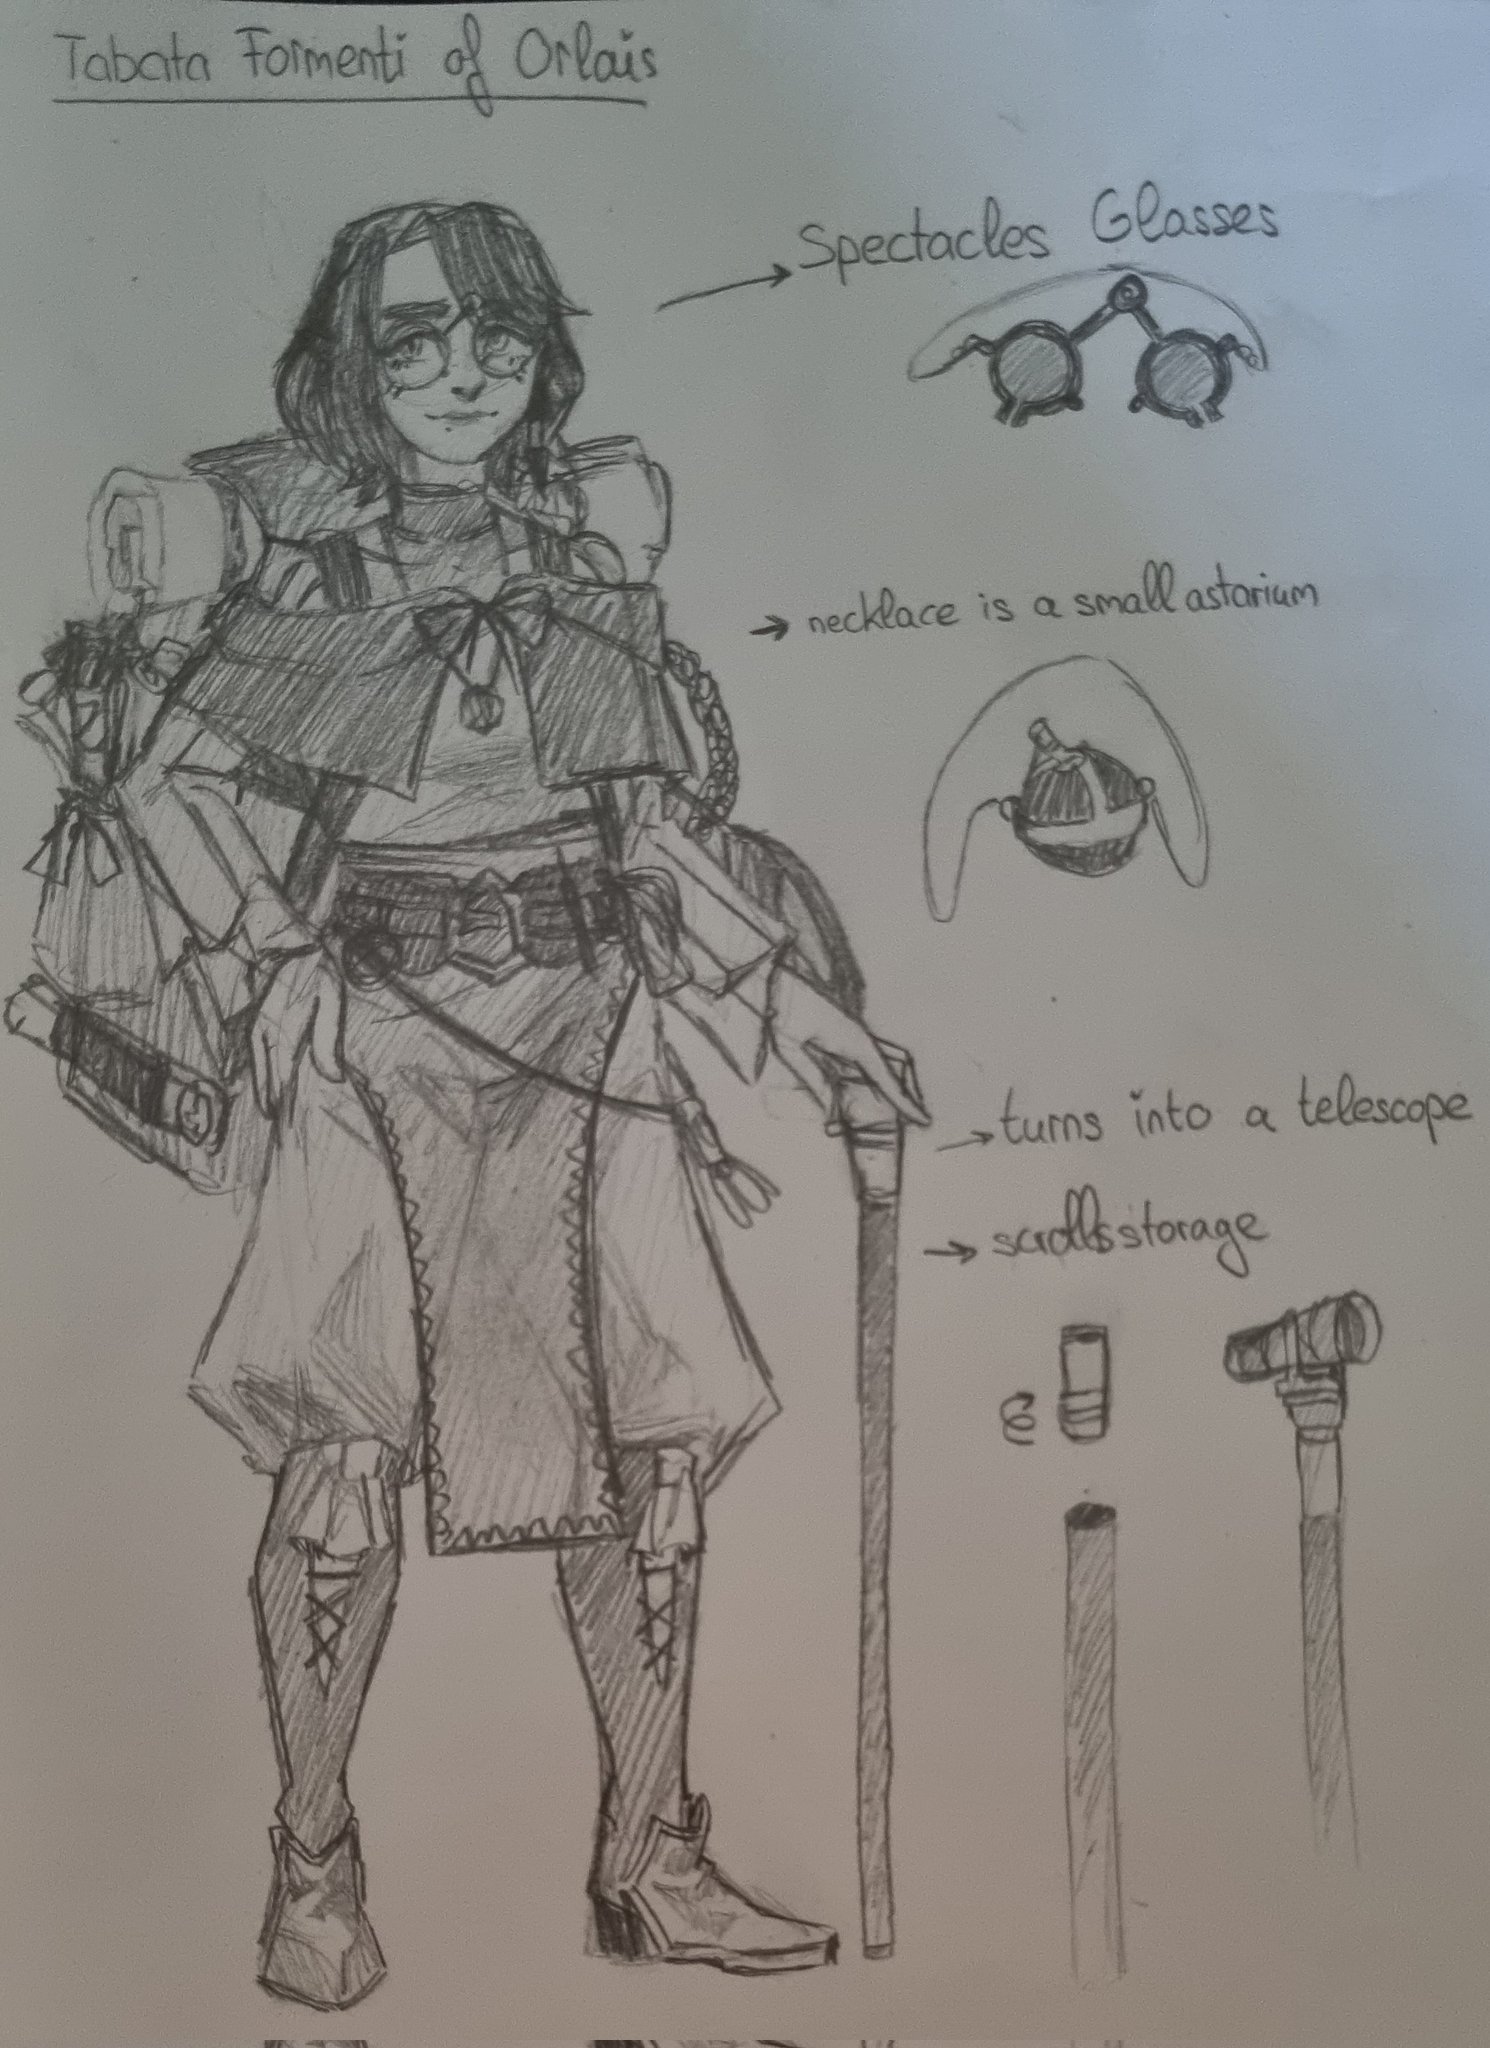 Tabata Formenti of Orlais
→ Spectacles Glasses
→ necklace is a small astarium
→ turns into a telescope
→ scrolls storage